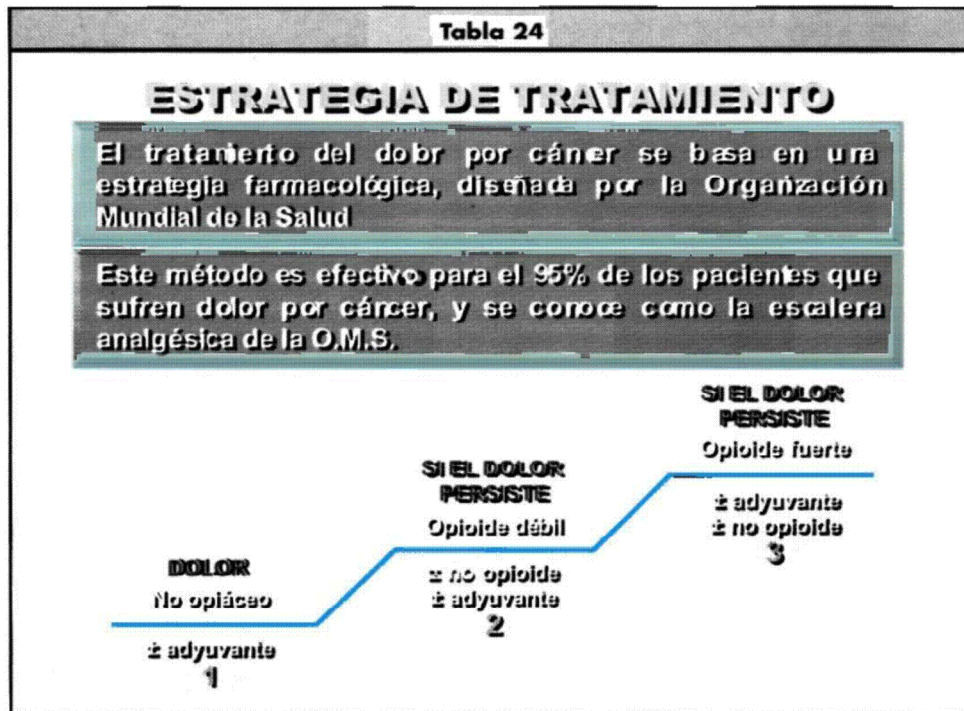 Tabla 24
ESTRATEGIA DE TRATAMIENTO
El tratamiento del dolor por cáncer se basa en una
estrategia farmacológica, diseñada por la Organización
Mundial de la Salud
Este método es efectivo para el 95% de los pacientes que
sufren dolor por cáncer, y se conoce como la escalera
analgésica de la O.M.S.
DOLOR
No opiáceo
± adyuvante
1
SI EL DOLOR
PERSISTE
Opioide débil
± no opioide
± adyuvante
2
SI EL DOLOR
PERSISTE
Opioide fuerte
± adyuvante
± no opioide
3